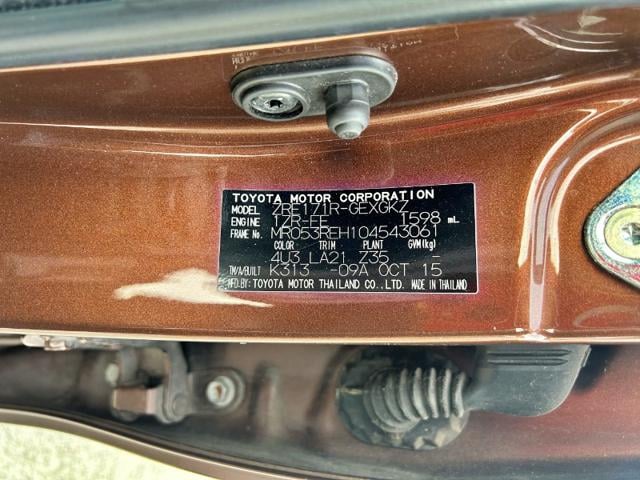 TOYOTA MOTOR CORPORATION
MODEL ZRE171R-GEXGKZ
ENGINE 1ZR-FE 1598 mL
FRAME No. MR053REH104543061
COLOR TRIM PLANT GVM(kg)
4U3 LA21 Z35 -
TM/A/BUILT K313 -09A OCT 15
MFD.BY:TOYOTA MOTOR THAILAND CO.,LTD. MADE IN THAILAND